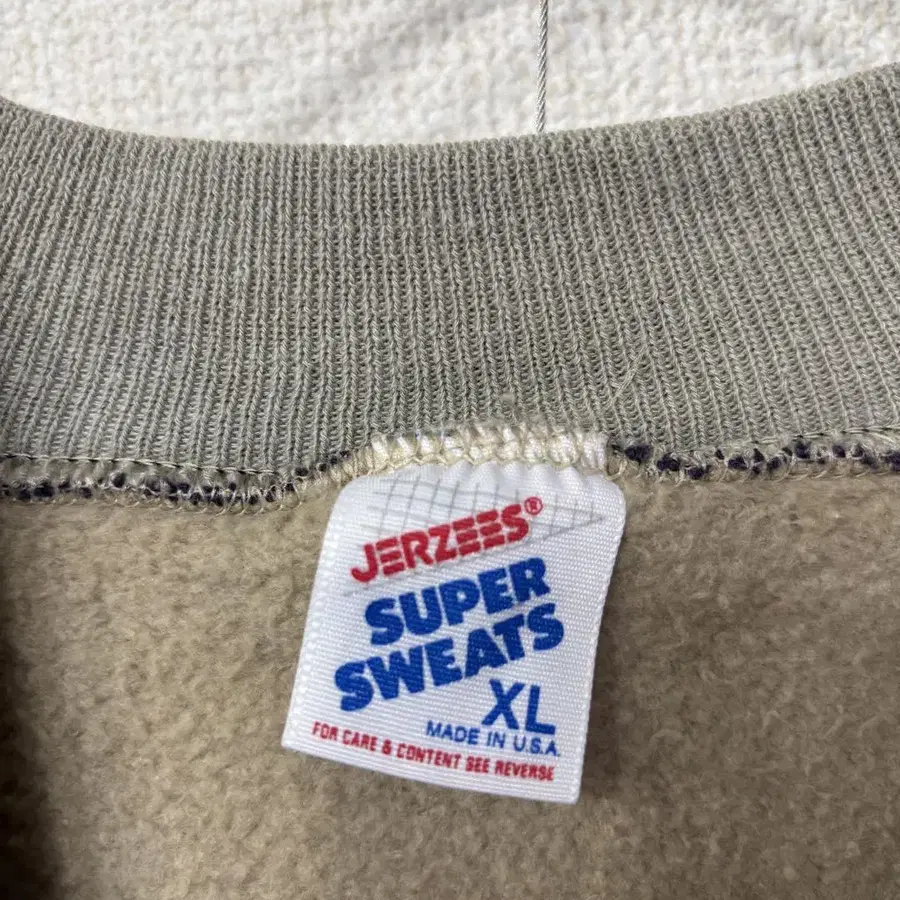 JERZEES®
SUPER
SWEATS
XL
MADE IN U.S.A.
FOR CARE & CONTENT SEE REVERSE